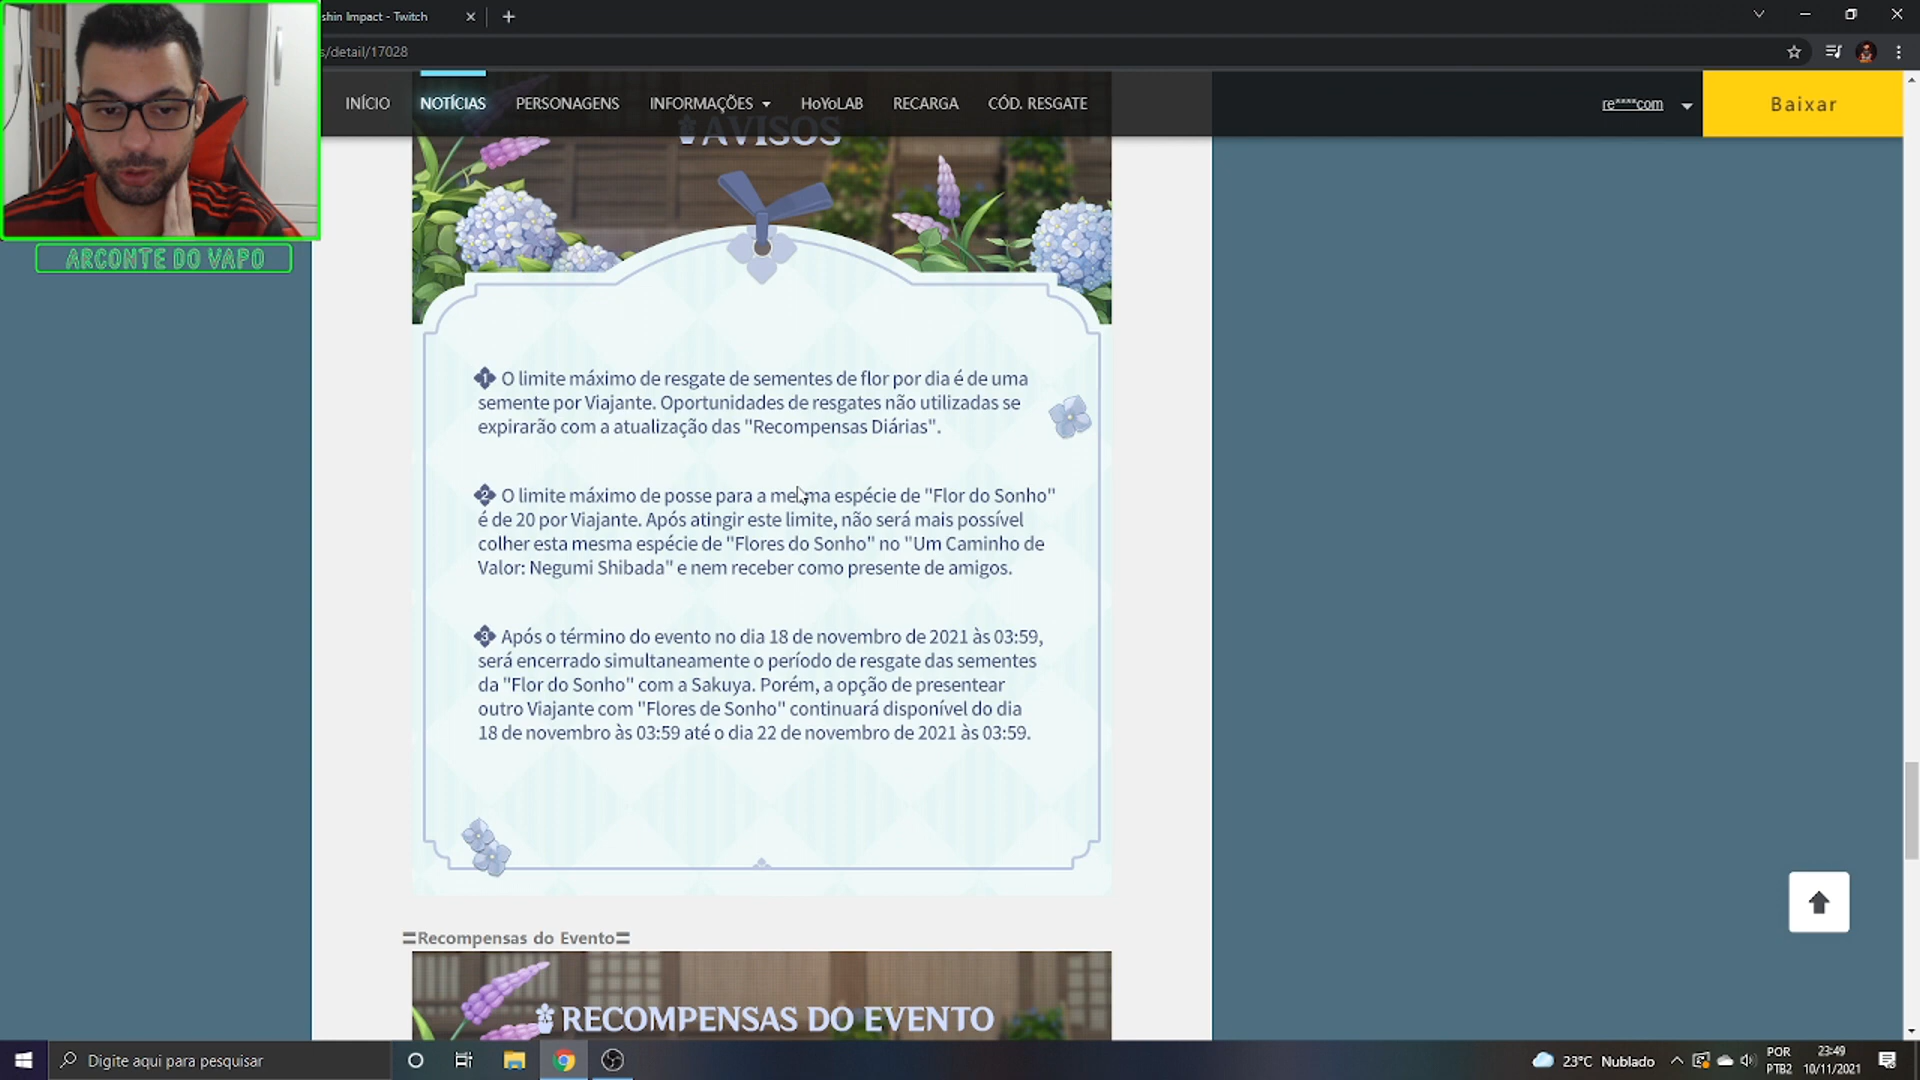 shin Impact - Twitch
s/detail/17028
INÍCIO NOTÍCIAS PERSONAGENS INFORMAÇÕES HoYoLAB RECARGA CÓD. RESGATE
re****com
Baixar
AVISOS
ARCONTE DO VAPO
1 O limite máximo de resgate de sementes de flor por dia é de uma
semente por Viajante. Oportunidades de resgates não utilizadas se
expirarão com a atualização das "Recompensas Diárias".
2 O limite máximo de posse para a mesma espécie de "Flor do Sonho"
é de 20 por Viajante. Após atingir este limite, não será mais possível
colher esta mesma espécie de "Flores do Sonho" no "Um Caminho de
Valor: Negumi Shibada" e nem receber como presente de amigos.
3 Após o término do evento no dia 18 de novembro de 2021 às 03:59,
será encerrado simultaneamente o período de resgate das sementes
da "Flor do Sonho" com a Sakuya. Porém, a opção de presentear
outro Viajante com "Flores de Sonho" continuará disponível do dia
18 de novembro às 03:59 até o dia 22 de novembro de 2021 às 03:59.
〓Recompensas do Evento〓
RECOMPENSAS DO EVENTO
Digite aqui para pesquisar
23°C Nublado
POR
PTB2
23:49
10/11/2021